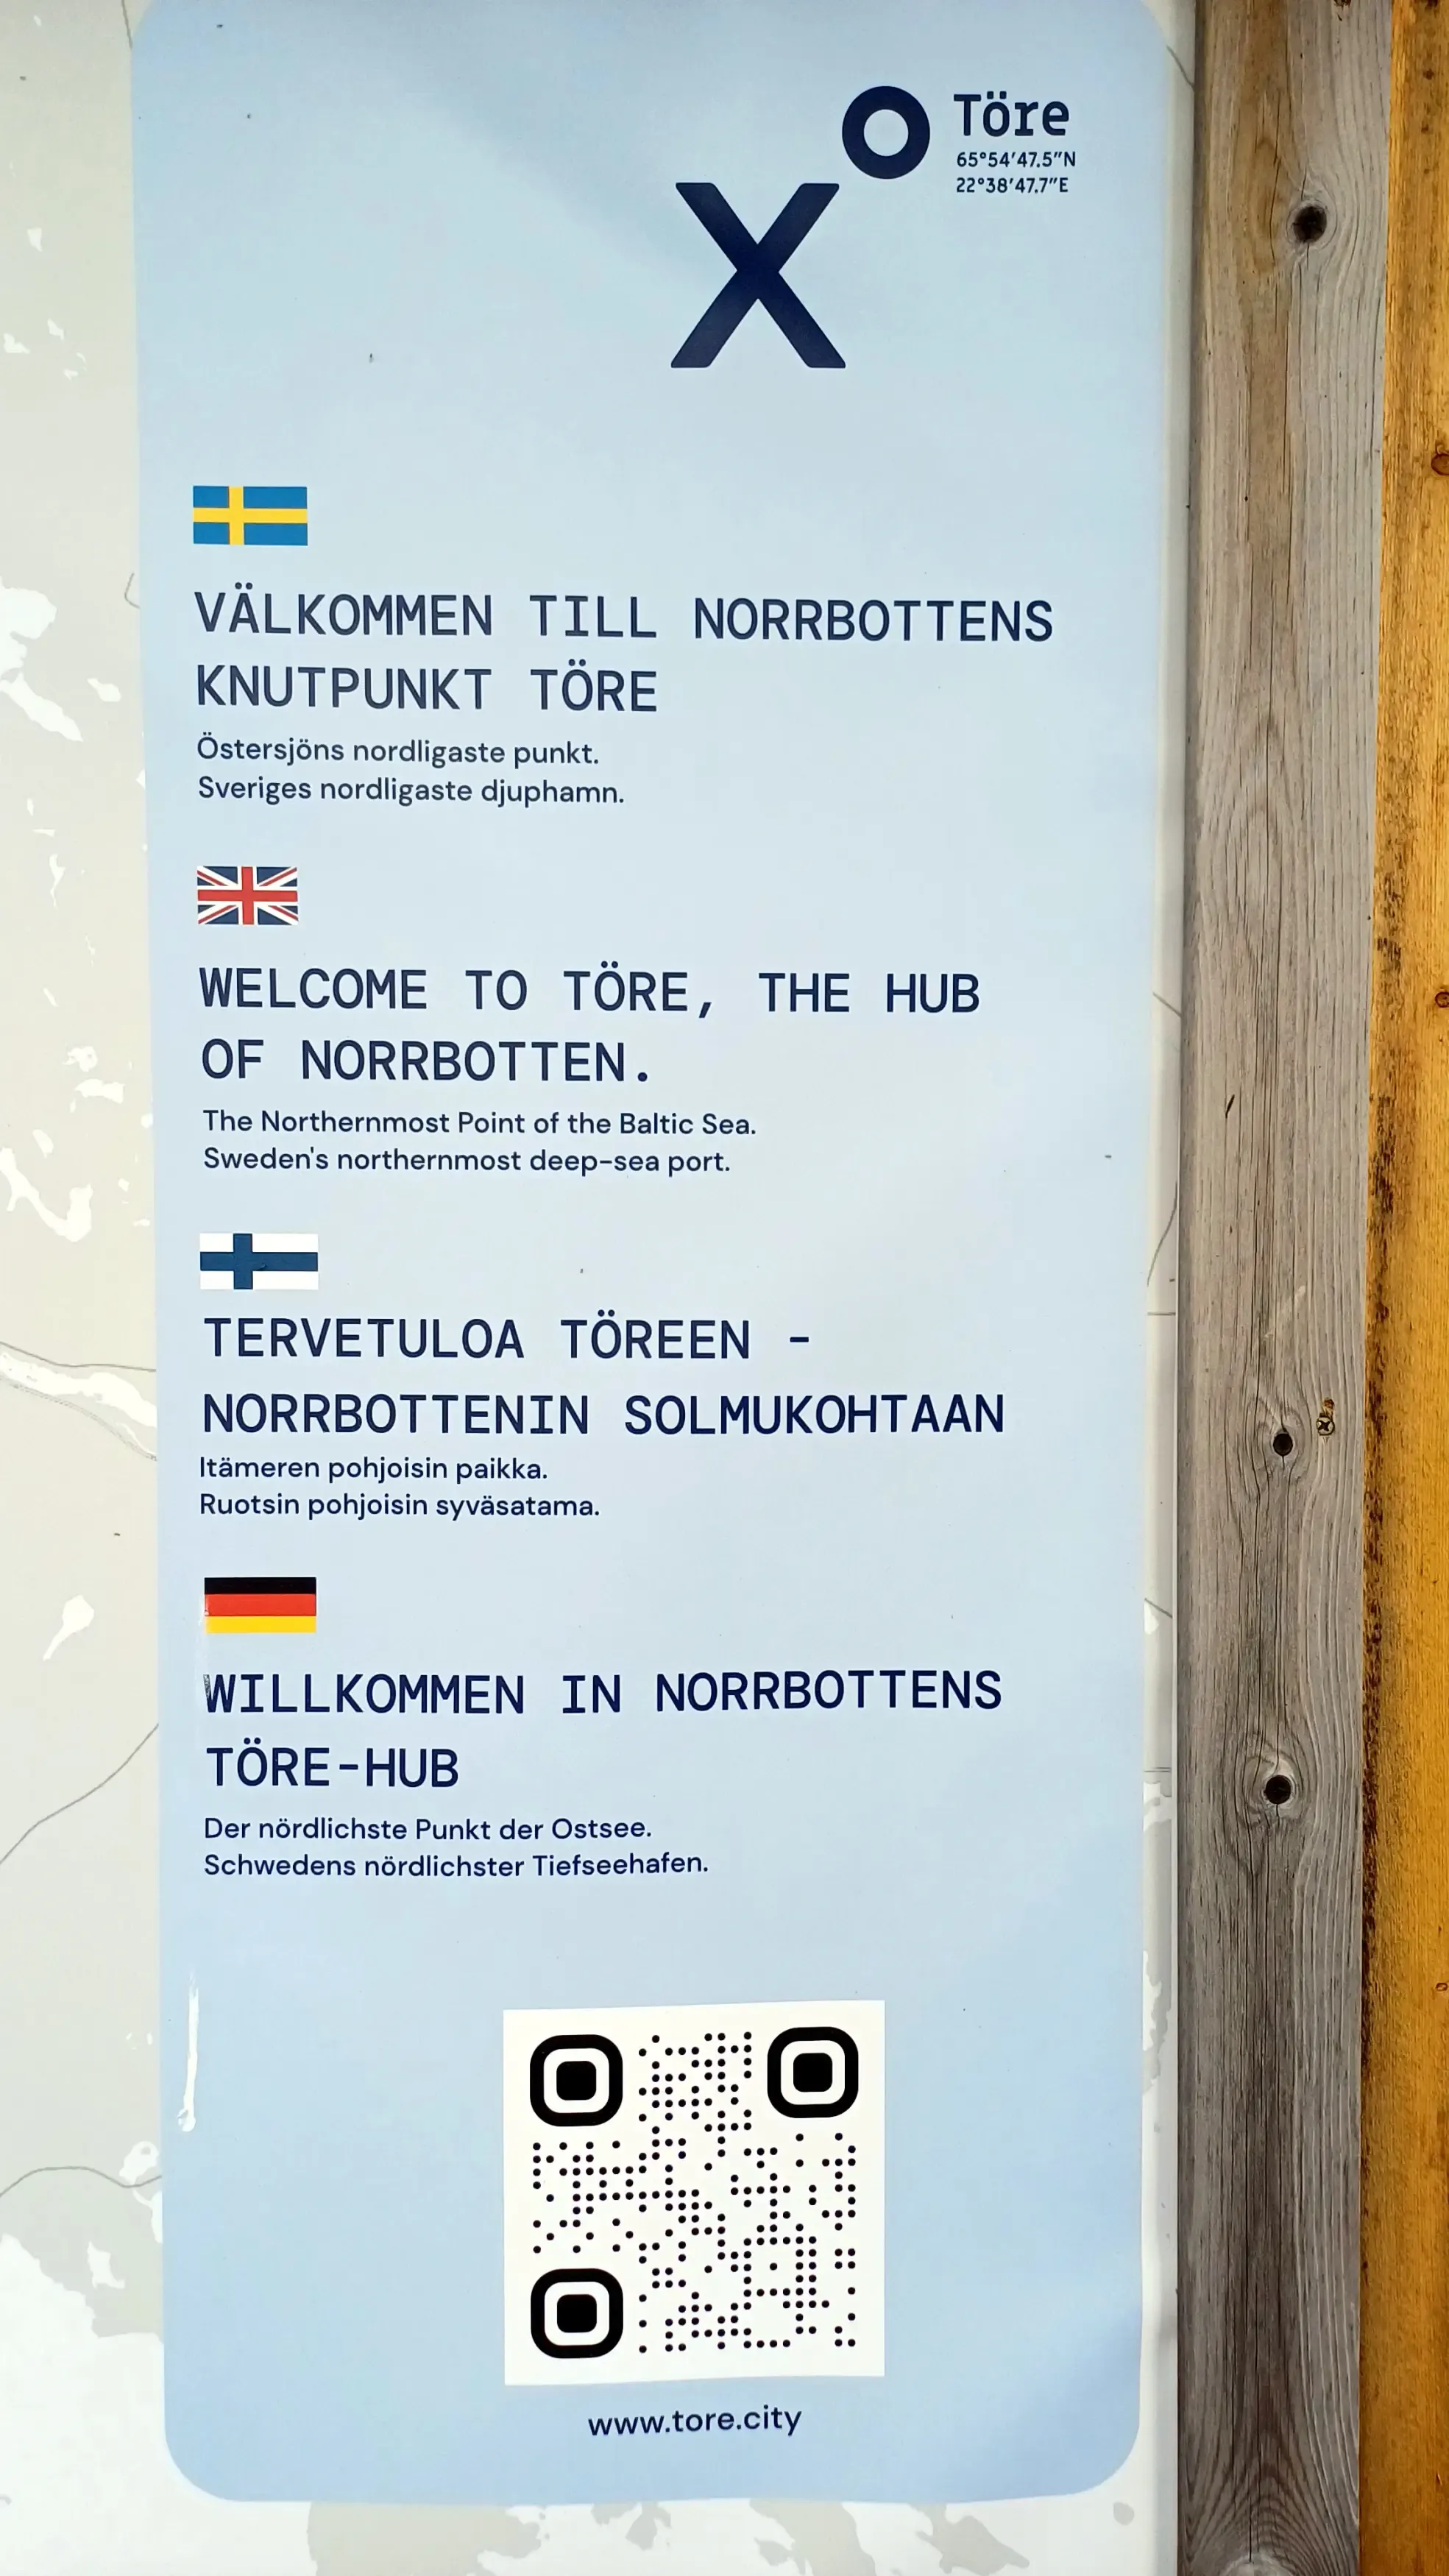 X° Töre
65°54'47.5"N
22°38'47.7"E
VÄLKOMMEN TILL NORRBOTTENS
KNUTPUNKT TÖRE
Östersjöns nordligaste punkt.
Sveriges nordligaste djuphamn.
WELCOME TO TÖRE, THE HUB
OF NORRBOTTEN.
The Northernmost Point of the Baltic Sea.
Sweden's northernmost deep-sea port.
TERVETULOA TÖREEN -
NORRBOTTENIN SOLMUKOHTAAN
Itämeren pohjoisin paikka.
Ruotsin pohjoisin syväsatama.
WILLKOMMEN IN NORRBOTTENS
TÖRE-HUB
Der nördlichste Punkt der Ostsee.
Schwedens nördlichster Tiefseehafen.
www.tore.city